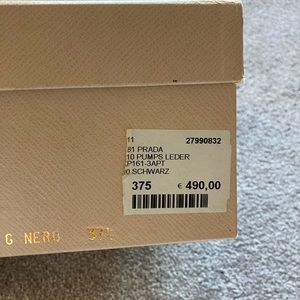 11 27990832
81 PRADA
10 PUMPS LEDER
P161-3APT
0 SCHWARZ
375 € 490,00
G NERO 37½